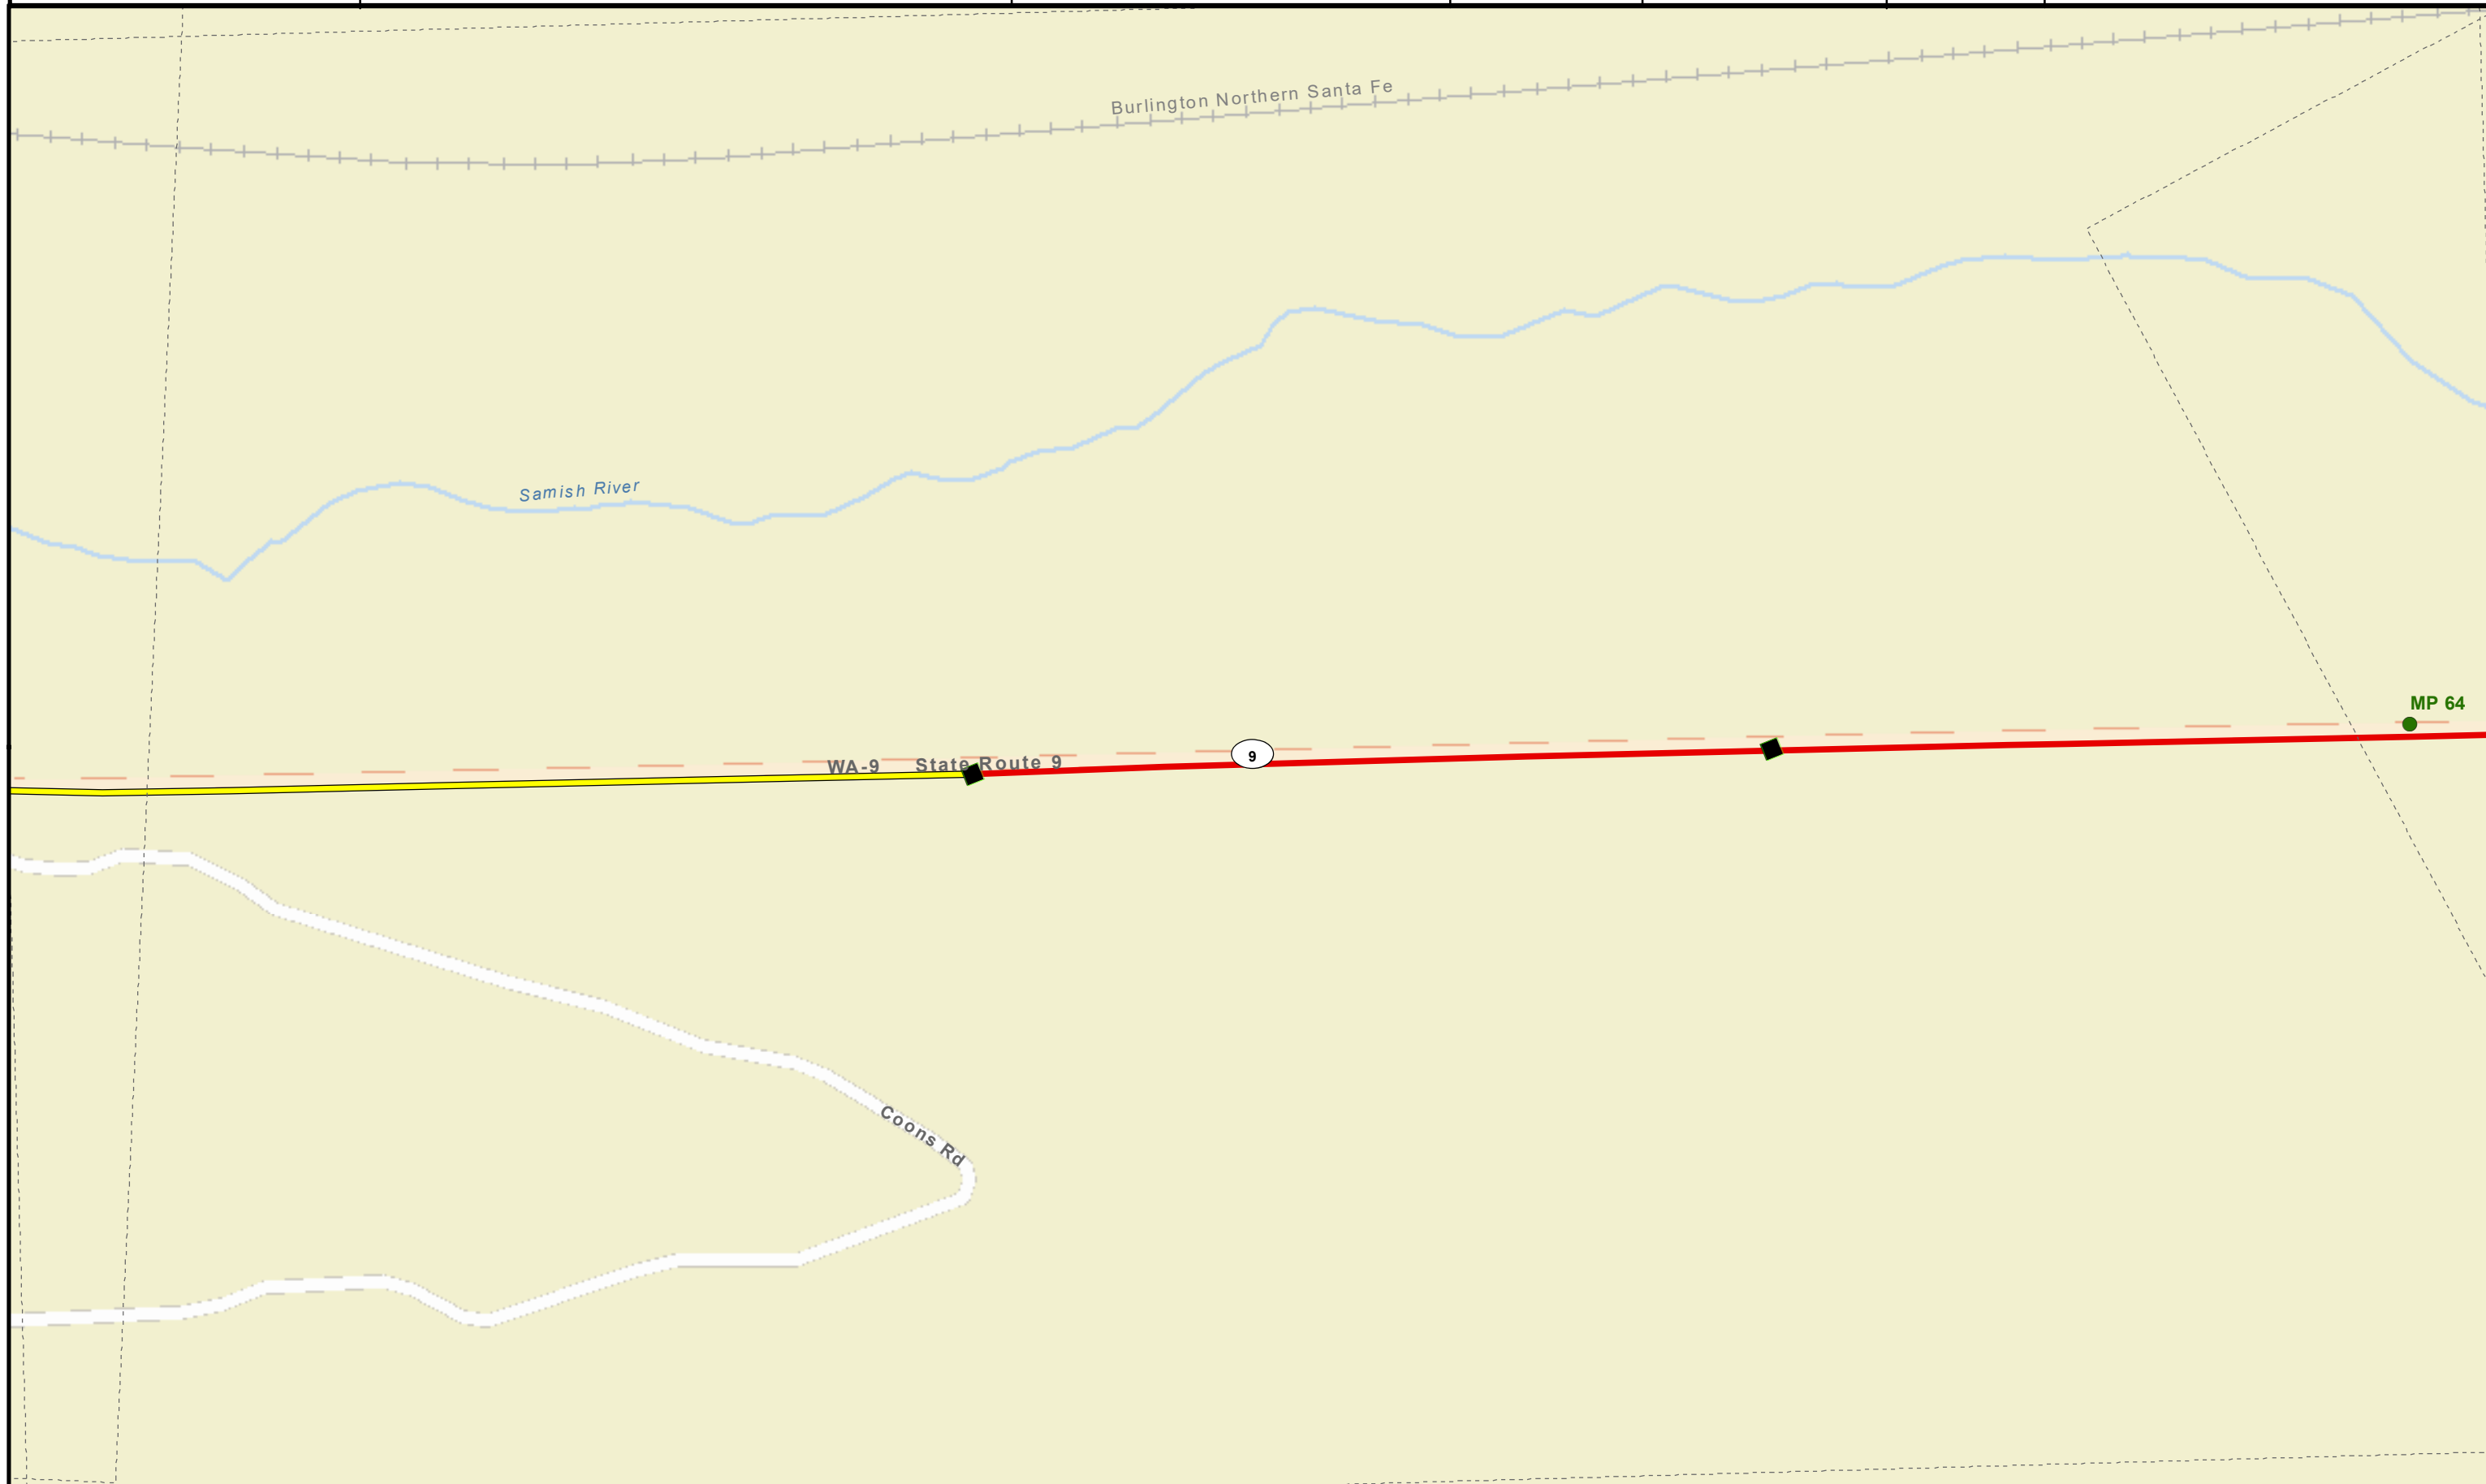 Burlington Northern Santa Fe
Samish River
MP 64
WA-9 State Route 9
9
Coons Rd